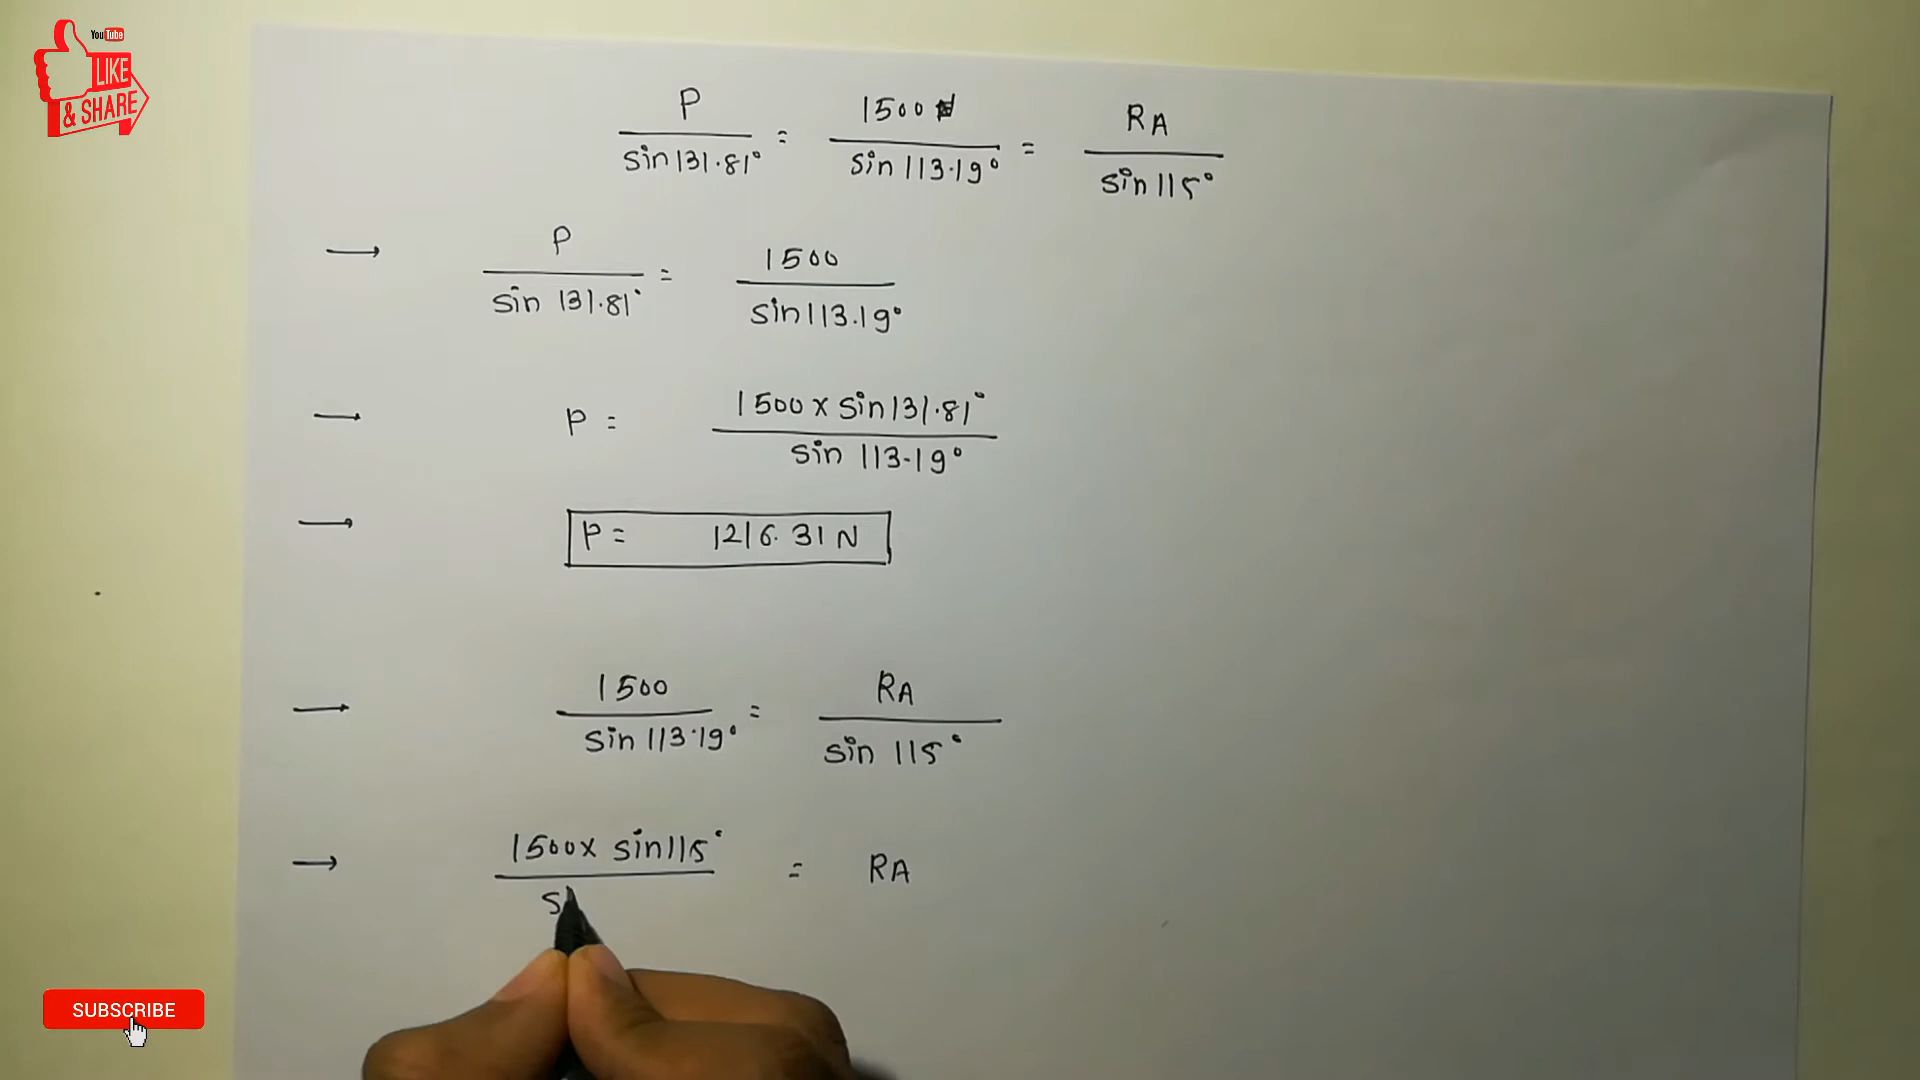 YouTube
LIKE
& SHARE
P / sin 131.81° = 1500 N / sin 113.19° = RA / sin 115°
→ P / sin 131.81° = 1500 / sin 113.19°
→ P = 1500 x sin 131.81° / sin 113.19°
→ P = 1216.31 N
→ 1500 / sin 113.19° = RA / sin 115°
→ 1500 x sin 115° / s = RA
SUBSCRIBE